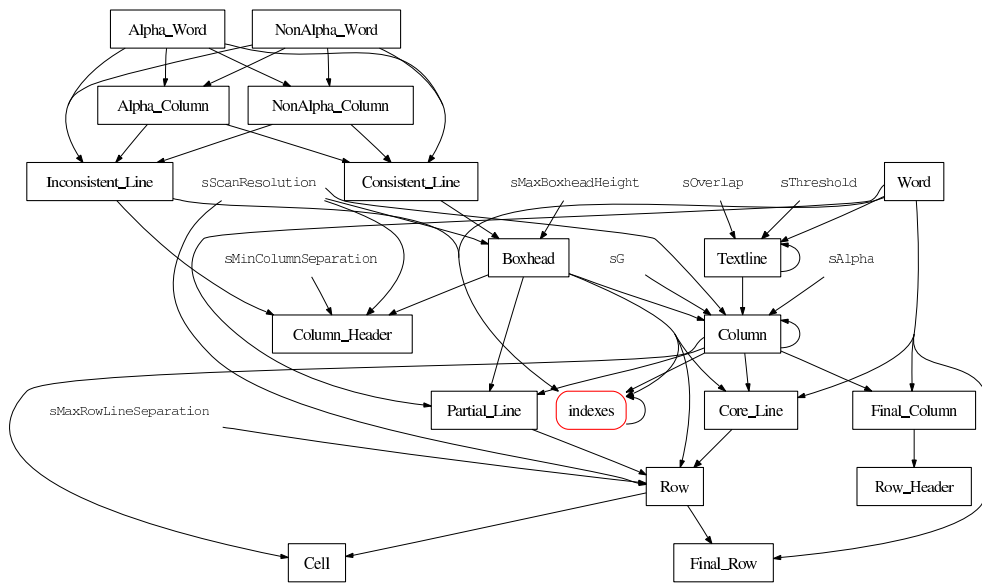 Alpha_Word
NonAlpha_Word
Alpha_Column
NonAlpha_Column
Inconsistent_Line
sScanResolution
Consistent_Line
sMaxBoxheadHeight
sOverlap
sThreshold
Word
sMinColumnSeparation
Boxhead
sG
Textline
sAlpha
Column_Header
Column
sMaxRowLineSeparation
Partial_Line
indexes
Core_Line
Final_Column
Row
Row_Header
Cell
Final_Row